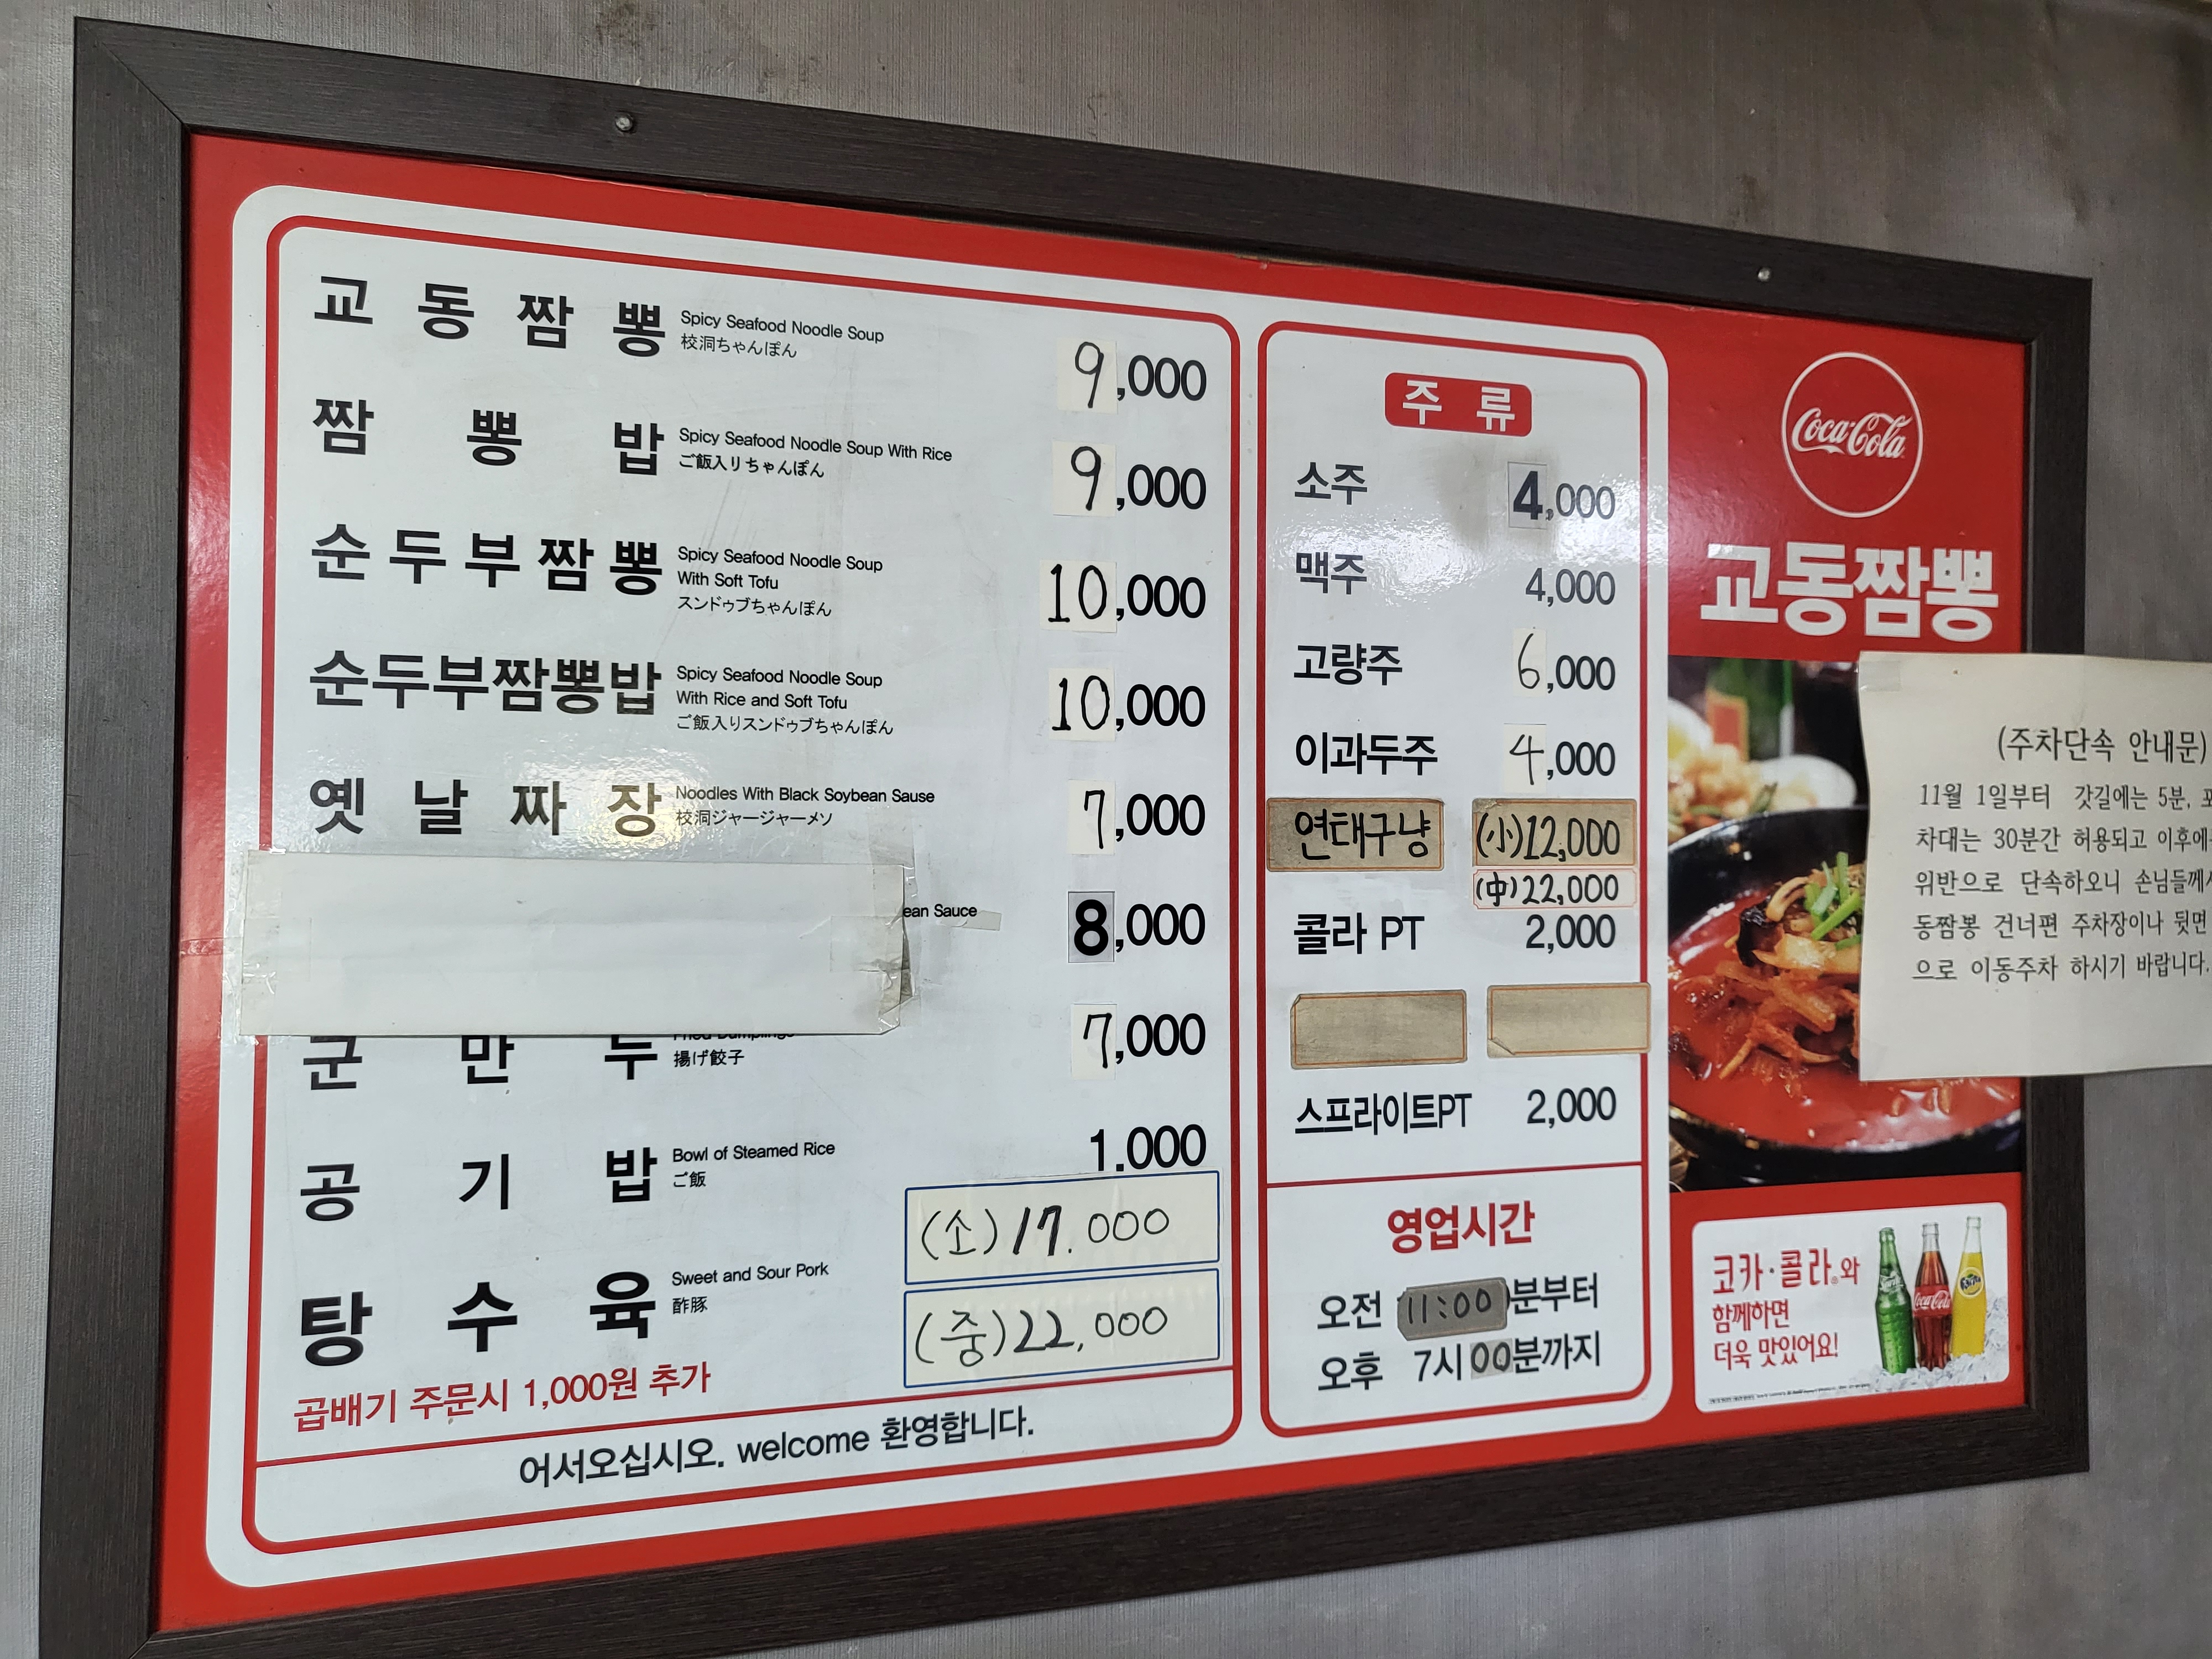 교동짬뽕 Spicy Seafood Noodle Soup 9,000
校洞ちゃんぽん
짬뽕밥 Spicy Seafood Noodle Soup With Rice 9,000
ご飯入りちゃんぽん
순두부짬뽕 Spicy Seafood Noodle Soup
With Soft Tofu 10,000
スンドゥブちゃんぽん
순두부짬뽕밥 Spicy Seafood Noodle Soup
With Rice and Soft Tofu 10,000
ご飯入りスンドゥブちゃんぽん
옛날짜장 Noodles With Black Soybean Sause 7,000
校洞ジャージャーメソ
ean Sauce 8,000
군만두 Fried Dumplings 7,000
揚げ餃子
공기밥 Bowl of Steamed Rice 1.000
ご飯
탕수육 Sweet and Sour Pork (소)17.000
酢豚 (중)22,000
곱배기 주문시 1,000원 추가
어서오십시오. welcome 환영합니다.
주류
소주 4,000
맥주 4,000
고량주 6,000
이과두주 4,000
연태구냥 (小)12,000
(中)22,000
콜라 PT 2,000
스프라이트PT 2,000
영업시간
오전 11:00분부터
오후 7시00분까지
Coca-Cola
교동짬뽕
(주차단속 안내문)
11월 1일부터 갓길에는 5분,
차대는 30분간 허용되고
위반으로 단속하오니
동짬봉 건너편 주차장이나 뒷면
으로 이동주차 하시기 바랍니다.
코카·콜라®와
함께하면
더욱 맛있어요!
Sprite Coca-Cola Fanta